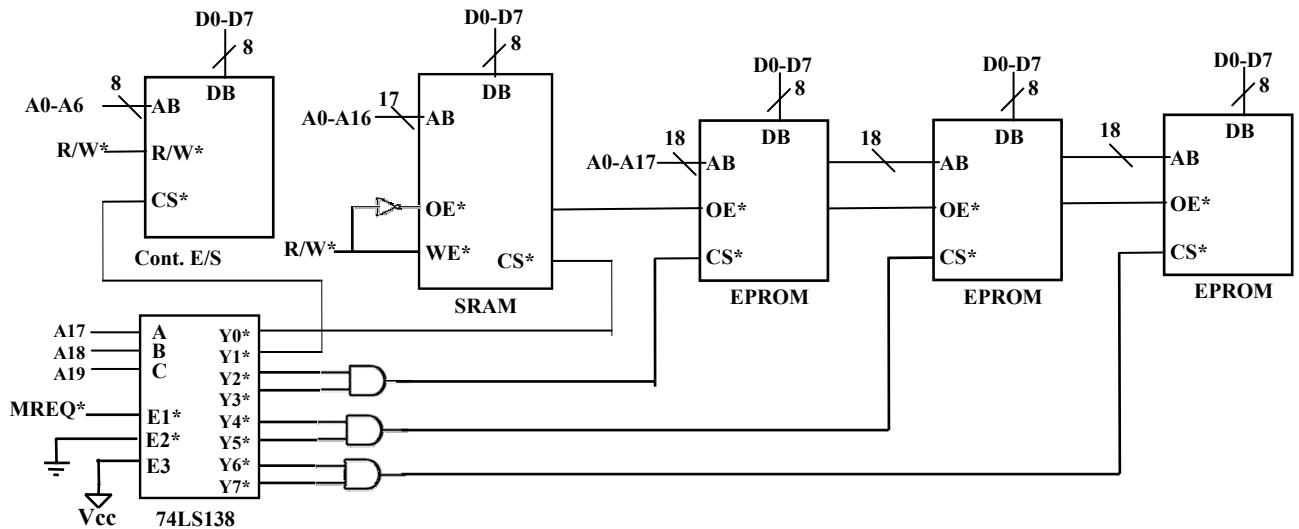 D0-D7
8
DB
A0-A6
8
AB
R/W*
R/W*
CS*
Cont. E/S
D0-D7
8
DB
A0-A16
17
AB
OE*
R/W*
WE*
CS*
SRAM
D0-D7
8
DB
A0-A17
18
AB
OE*
CS*
EPROM
D0-D7
8
DB
18
AB
OE*
CS*
EPROM
D0-D7
8
DB
18
AB
OE*
CS*
EPROM
A17
A
A18
B
A19
C
MREQ*
E1*
E2*
E3
Vcc
Y0*
Y1*
Y2*
Y3*
Y4*
Y5*
Y6*
Y7*
74LS138